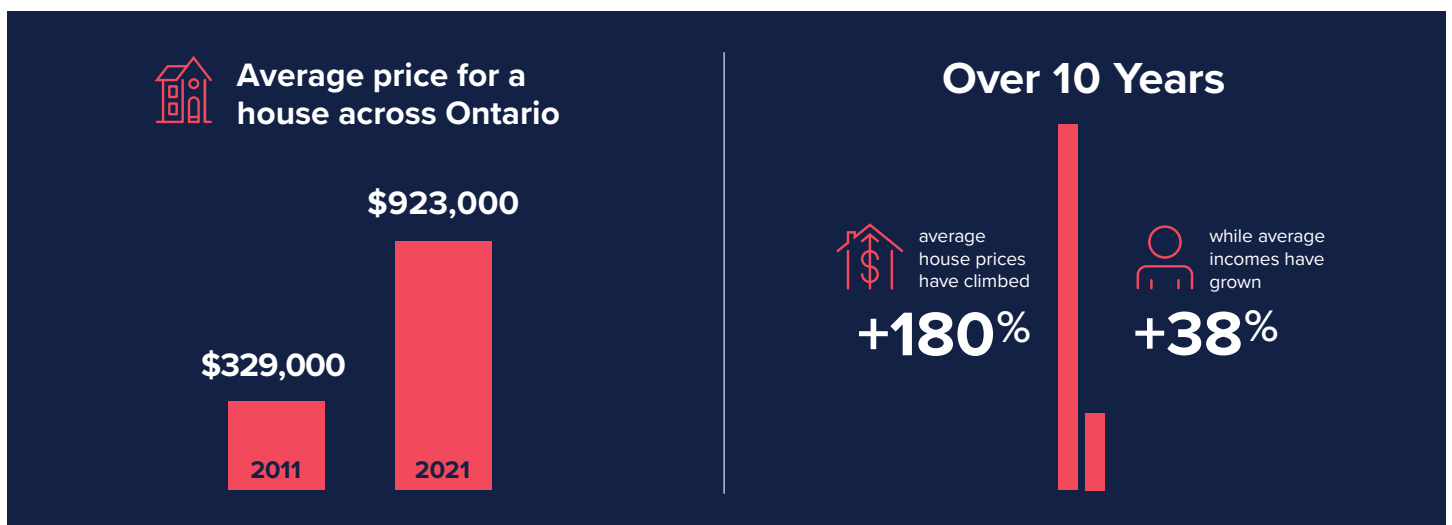 Average price for a
house across Ontario
$923,000
$329,000
2011
2021
Over 10 Years
average
house prices
have climbed
+180%
while average
incomes have
grown
+38%